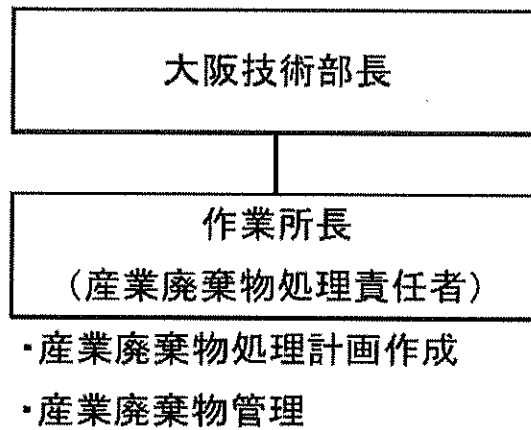 大阪技術部長
作業所長
（産業廃棄物処理責任者）
・産業廃棄物処理計画作成
・産業廃棄物管理